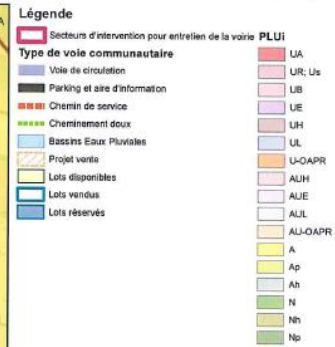 Légende
Secteurs d'intervention pour entretien de la voirie
Type de voie communautaire
Voie de circulation
Parking et aire d'information
Chemin de service
Cheminement doux
Bassins Eaux Pluviales
Projet vente
Lots disponibles
Lots vendus
Lots réservés
PLUi
UA
UR; Us
UB
UE
UH
UL
U-OAPR
AUH
AUE
AUL
AU-OAPR
A
Ap
Ah
N
Nh
Np